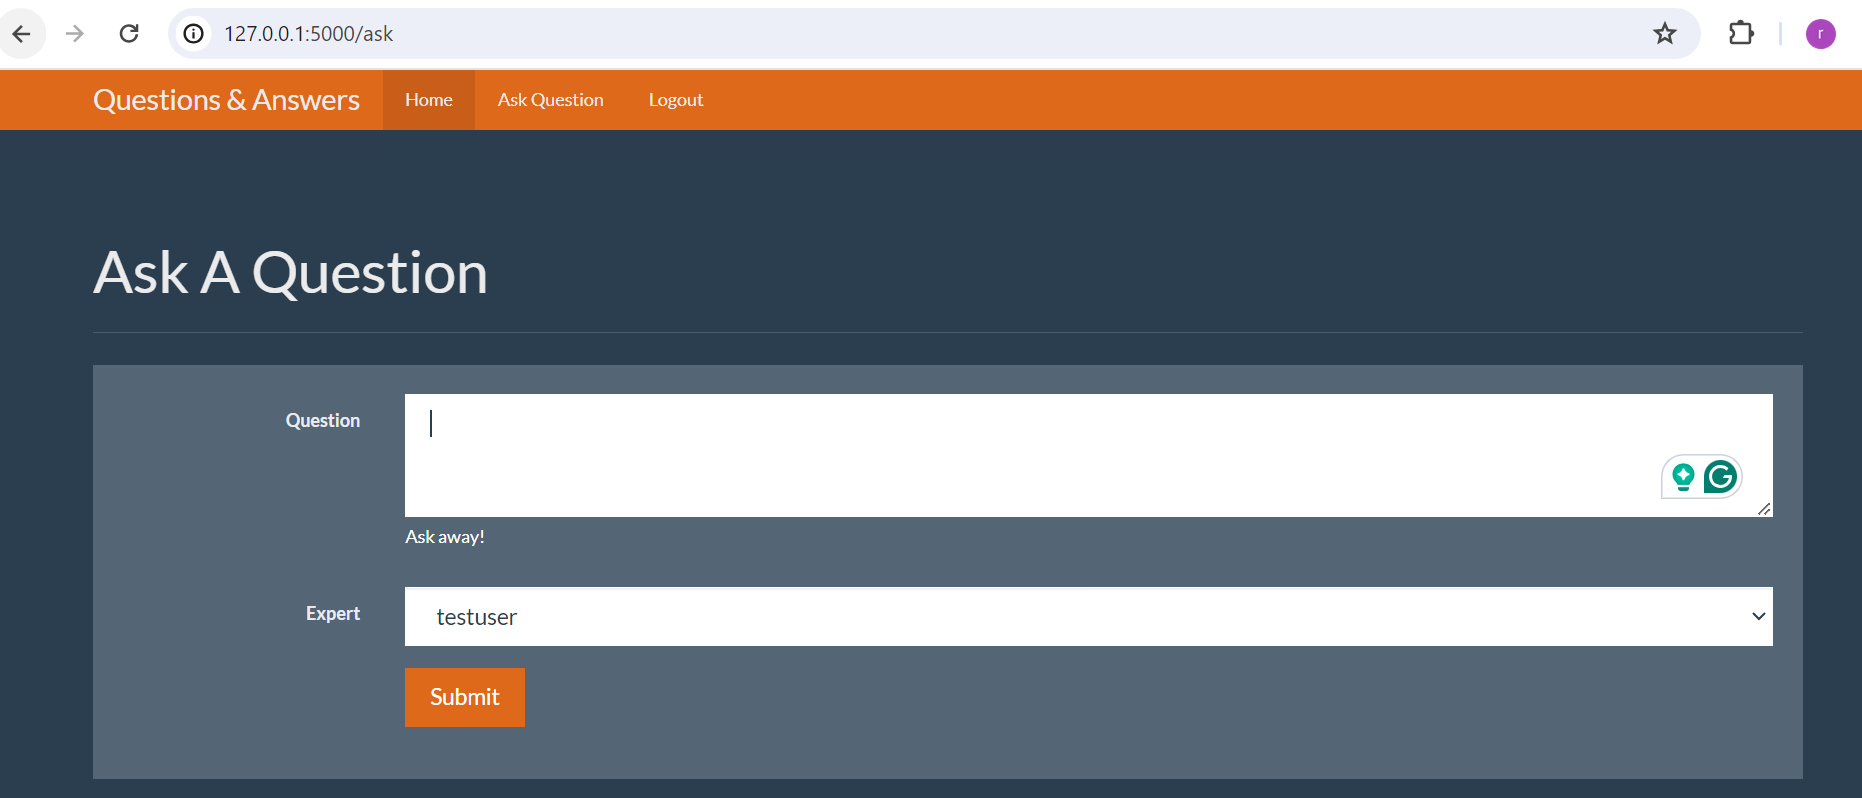 127.0.0.1:5000/ask
r
Questions & Answers Home Ask Question Logout
Ask A Question
Question
Ask away!
Expert testuser
Submit